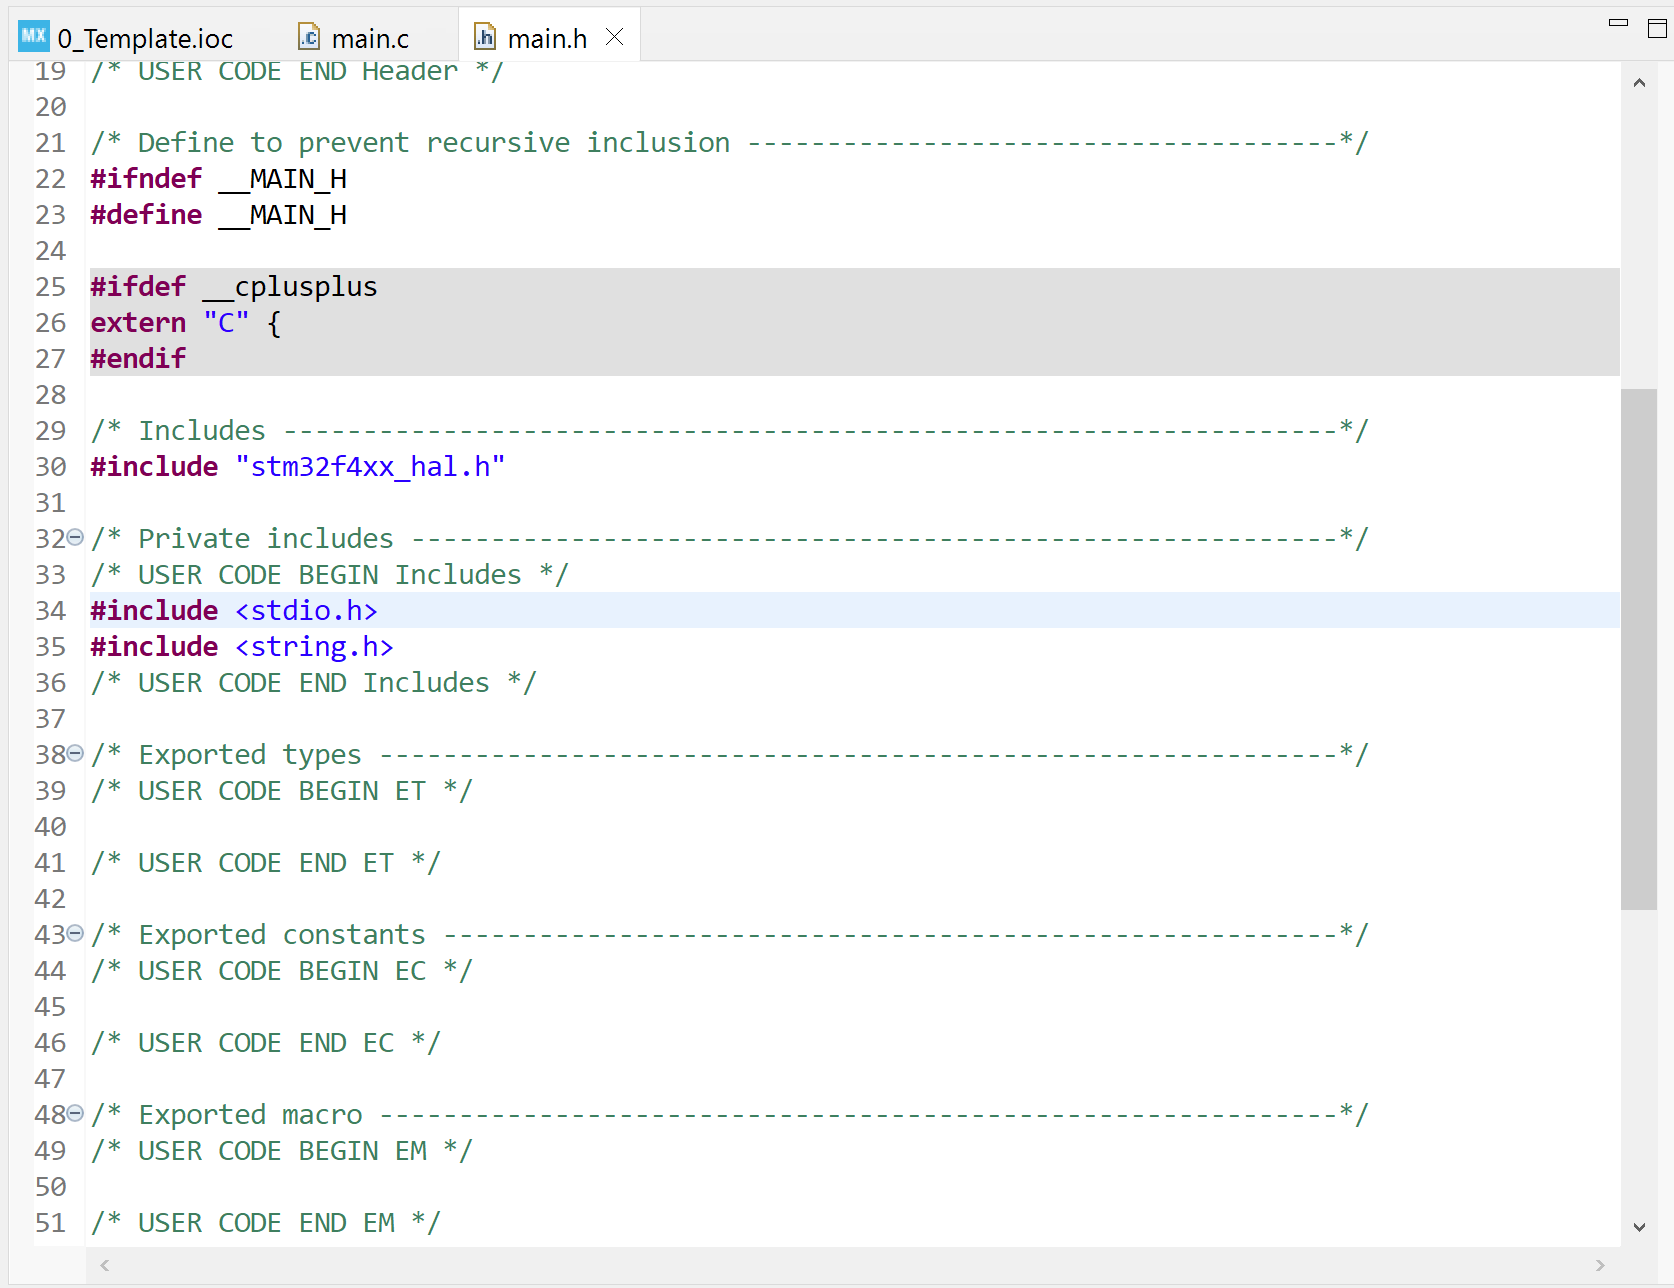 MX 0_Template.ioc .c main.c .h main.h
19 /* USER CODE END Header */
20
21 /* Define to prevent recursive inclusion -------------------------------------*/
22 #ifndef __MAIN_H
23 #define __MAIN_H
24
25 #ifdef __cplusplus
26 extern "C" {
27 #endif
28
29 /* Includes ------------------------------------------------------------------*/
30 #include "stm32f4xx_hal.h"
31
32 /* Private includes ----------------------------------------------------------*/
33 /* USER CODE BEGIN Includes */
34 #include <stdio.h>
35 #include <string.h>
36 /* USER CODE END Includes */
37
38 /* Exported types ------------------------------------------------------------*/
39 /* USER CODE BEGIN ET */
40
41 /* USER CODE END ET */
42
43 /* Exported constants --------------------------------------------------------*/
44 /* USER CODE BEGIN EC */
45
46 /* USER CODE END EC */
47
48 /* Exported macro ------------------------------------------------------------*/
49 /* USER CODE BEGIN EM */
50
51 /* USER CODE END EM */